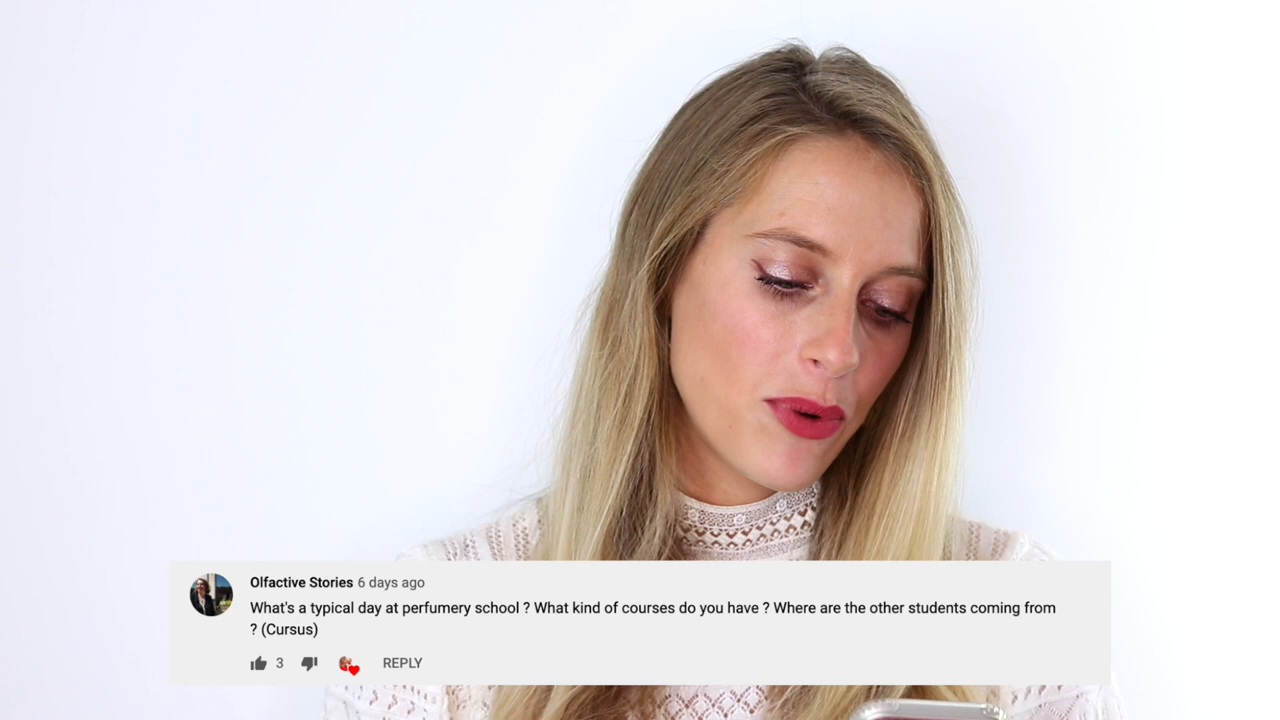 Olfactive Stories 6 days ago
What's a typical day at perfumery school ? What kind of courses do you have ? Where are the other students coming from
? (Cursus)
3 REPLY